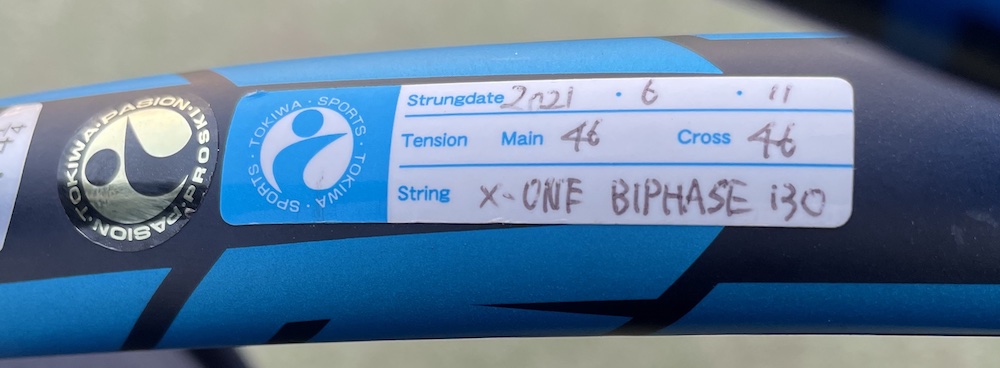 TOKIWA·PASION·PROSKI·PASION·
TOKIWA · SPORTS · TOKIWA · SPORTS ·
Strungdate 2021 · 6 · 11
Tension Main 46 Cross 46
String X-ONE BIPHASE 130